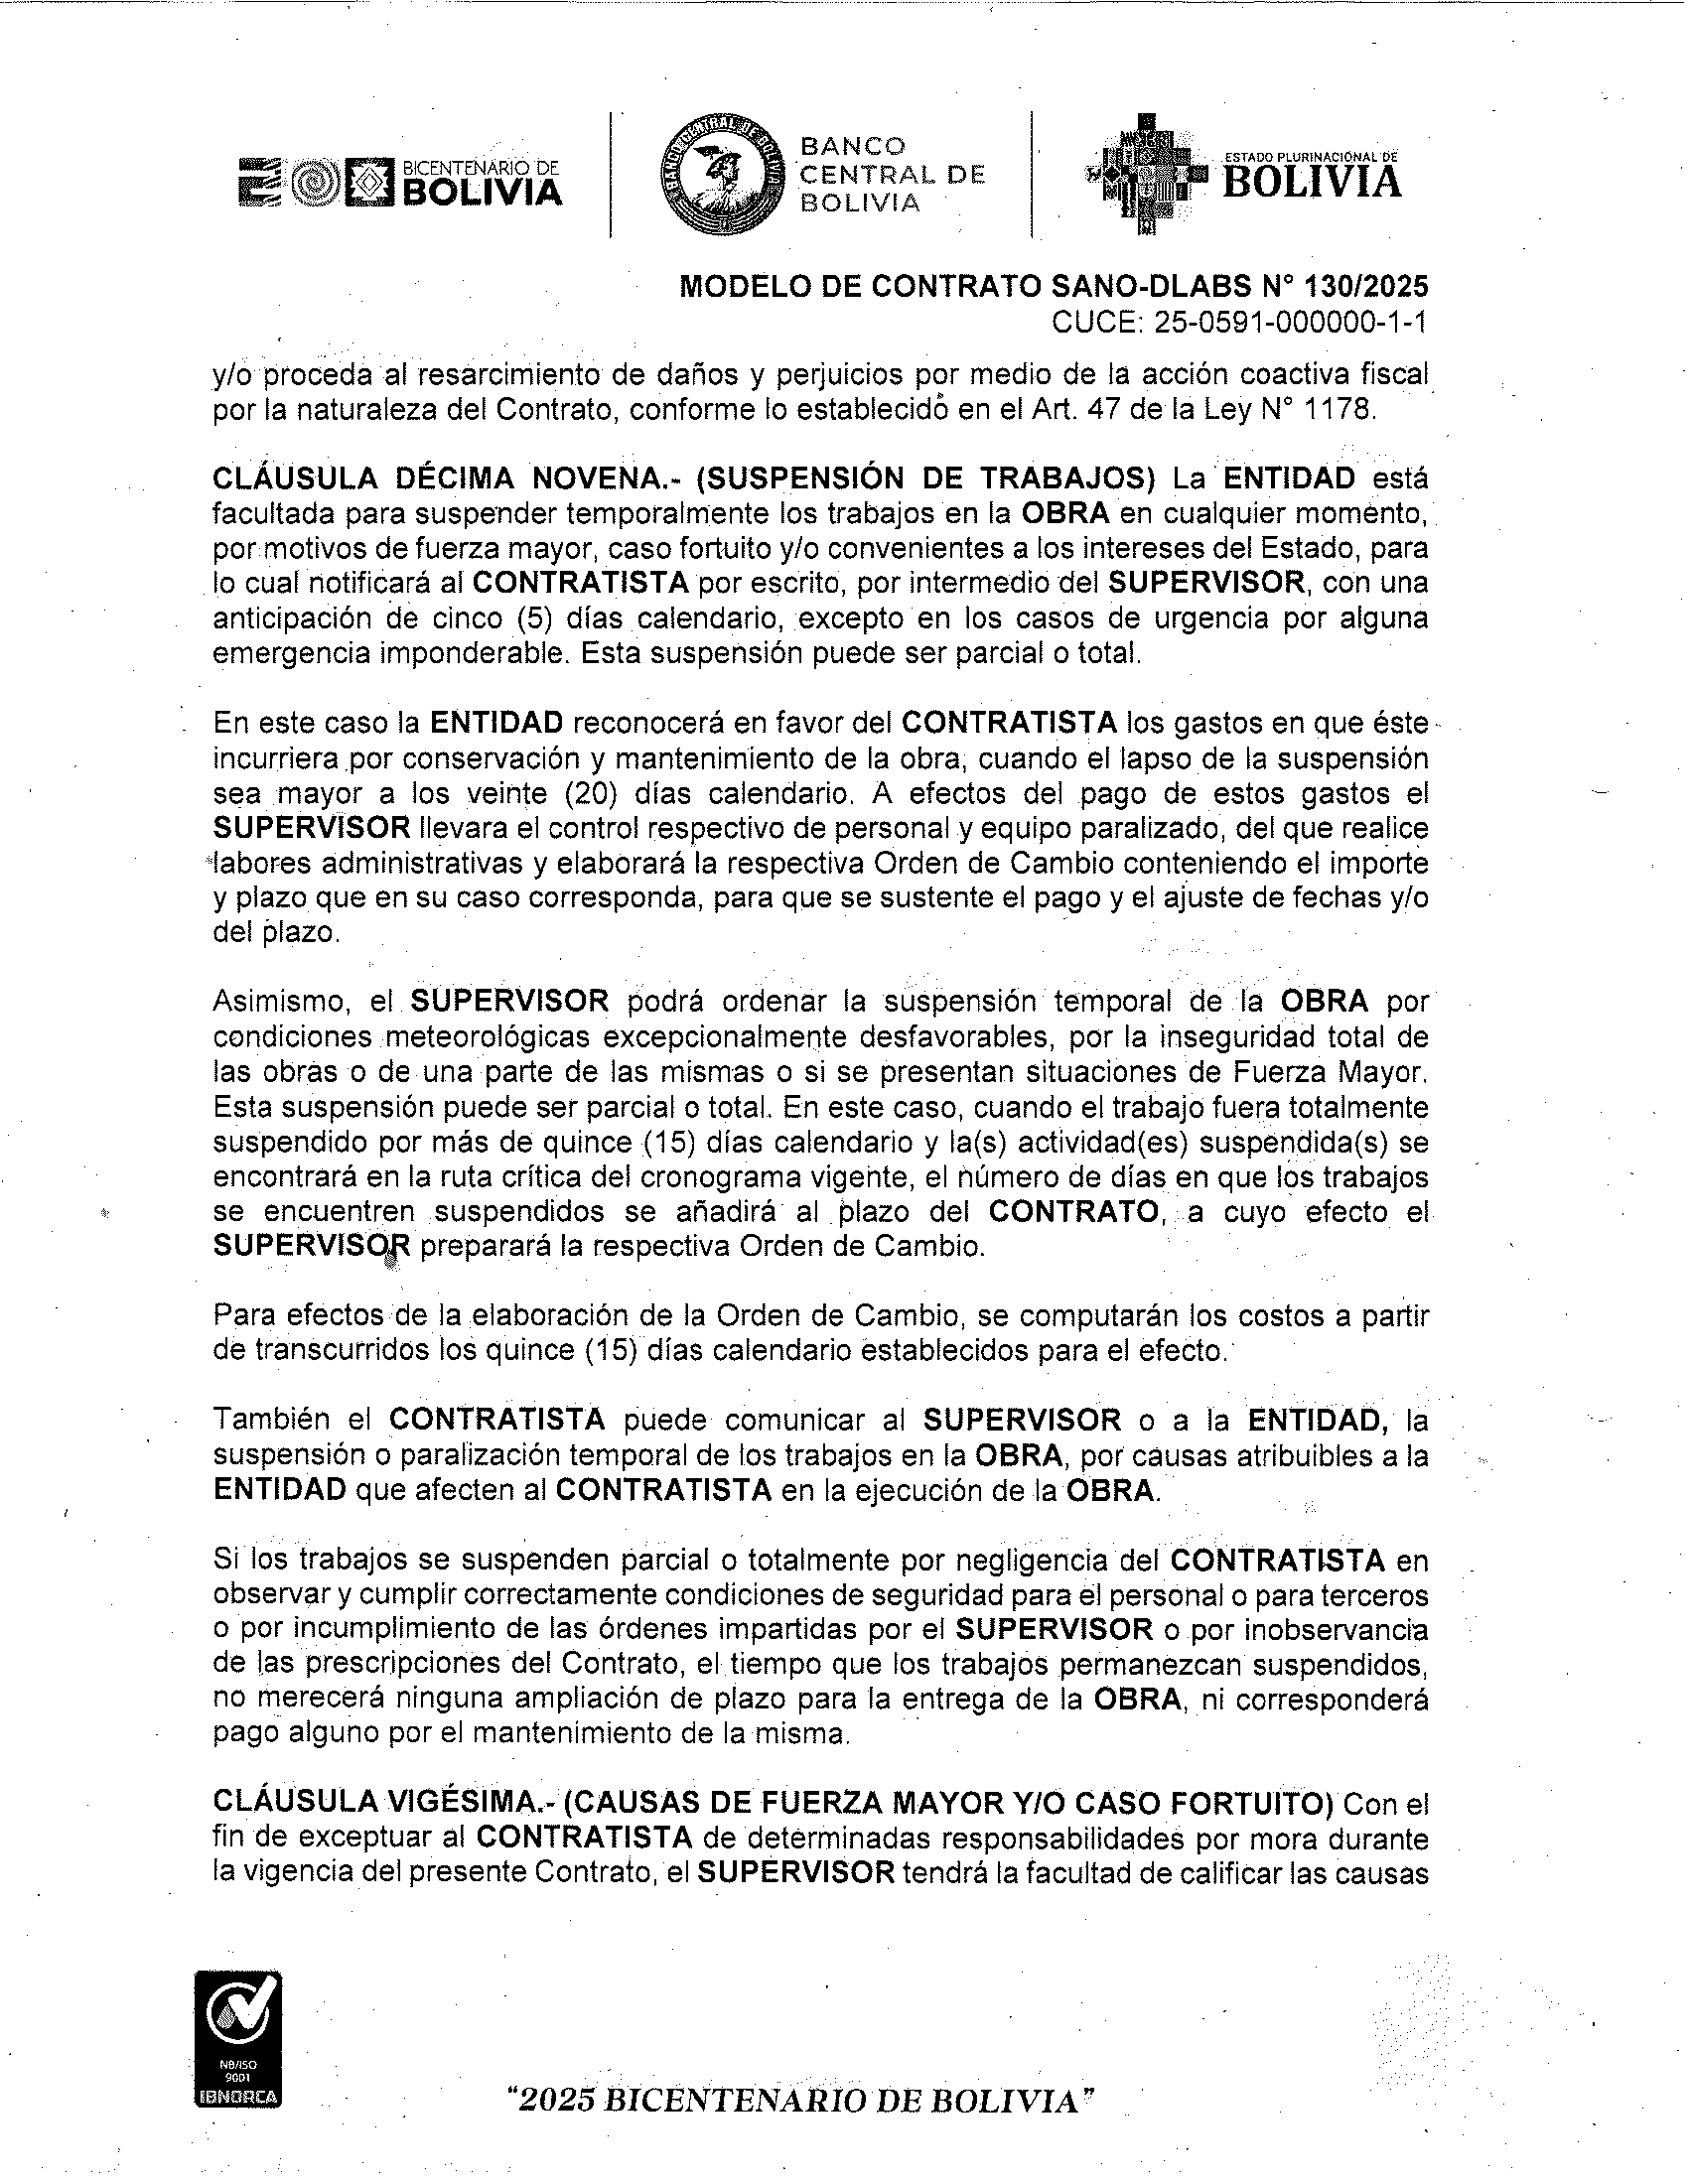 BICENTENARIO DE
BOLIVIA
BANCO CENTRAL DE BOLIVIA
BANCO
CENTRAL DE
BOLIVIA
ESTADO PLURINACIONAL DE
BOLIVIA
MODELO DE CONTRATO SANO-DLABS N° 130/2025
CUCE: 25-0591-000000-1-1
y/o proceda al resarcimiento de daños y perjuicios por medio de la acción coactiva fiscal
por la naturaleza del Contrato, conforme lo establecido en el Art. 47 de la Ley N° 1178.
CLÁUSULA DÉCIMA NOVENA.- (SUSPENSIÓN DE TRABAJOS) La ENTIDAD está
facultada para suspender temporalmente los trabajos en la OBRA en cualquier momento,
por motivos de fuerza mayor, caso fortuito y/o convenientes a los intereses del Estado, para
lo cual notificará al CONTRATISTA por escrito, por intermedio del SUPERVISOR, con una
anticipación de cinco (5) días calendario, excepto en los casos de urgencia por alguna
emergencia imponderable. Esta suspensión puede ser parcial o total.
En este caso la ENTIDAD reconocerá en favor del CONTRATISTA los gastos en que éste
incurriera por conservación y mantenimiento de la obra, cuando el lapso de la suspensión
sea mayor a los veinte (20) días calendario. A efectos del pago de estos gastos el
SUPERVISOR llevara el control respectivo de personal y equipo paralizado, del que realice
labores administrativas y elaborará la respectiva Orden de Cambio conteniendo el importe
y plazo que en su caso corresponda, para que se sustente el pago y el ajuste de fechas y/o
del plazo.
Asimismo, el SUPERVISOR podrá ordenar la suspensión temporal de la OBRA por
condiciones meteorológicas excepcionalmente desfavorables, por la inseguridad total de
las obras o de una parte de las mismas o si se presentan situaciones de Fuerza Mayor.
Esta suspensión puede ser parcial o total. En este caso, cuando el trabajo fuera totalmente
suspendido por más de quince (15) días calendario y la(s) actividad(es) suspendida(s) se
encontrará en la ruta crítica del cronograma vigente, el número de días en que los trabajos
se encuentren suspendidos se añadirá al plazo del CONTRATO, a cuyo efecto el
SUPERVISOR preparará la respectiva Orden de Cambio.
Para efectos de la elaboración de la Orden de Cambio, se computarán los costos a partir
de transcurridos los quince (15) días calendario establecidos para el efecto.
También el CONTRATISTA puede comunicar al SUPERVISOR o a la ENTIDAD, la
suspensión o paralización temporal de los trabajos en la OBRA, por causas atribuibles a la
ENTIDAD que afecten al CONTRATISTA en la ejecución de la OBRA.
Si los trabajos se suspenden parcial o totalmente por negligencia del CONTRATISTA en
observar y cumplir correctamente condiciones de seguridad para el personal o para terceros
o por incumplimiento de las órdenes impartidas por el SUPERVISOR o por inobservancia
de las prescripciones del Contrato, el tiempo que los trabajos permanezcan suspendidos,
no merecerá ninguna ampliación de plazo para la entrega de la OBRA, ni corresponderá
pago alguno por el mantenimiento de la misma.
CLÁUSULA VIGÉSIMA.- (CAUSAS DE FUERZA MAYOR Y/O CASO FORTUITO) Con el
fin de exceptuar al CONTRATISTA de determinadas responsabilidades por mora durante
la vigencia del presente Contrato, el SUPERVISOR tendrá la facultad de calificar las causas
NB/ISO
9001
IBNORCA
"2025 BICENTENARIO DE BOLIVIA"